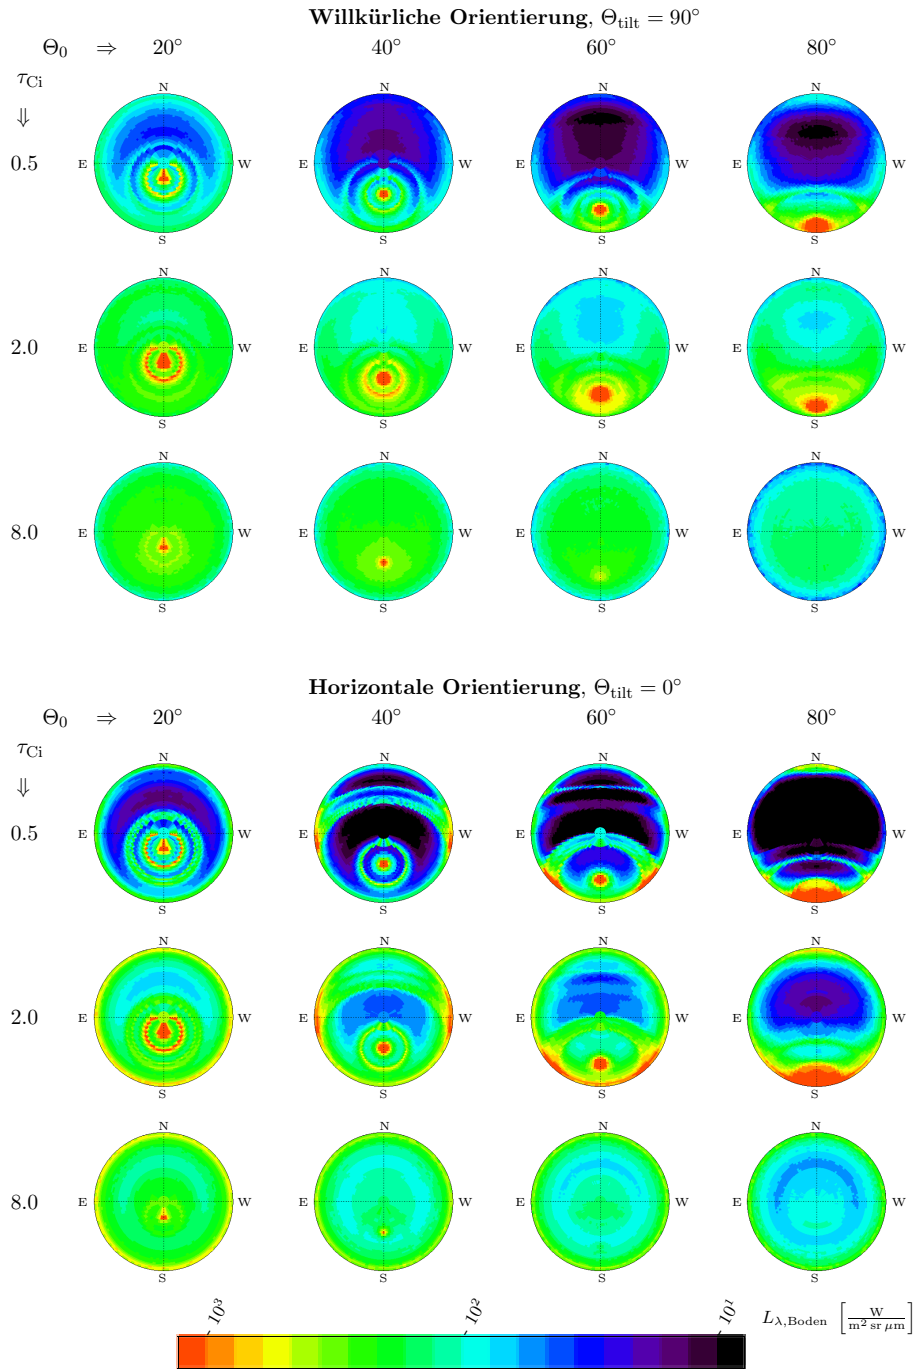 Willkürliche Orientierung, Θtilt = 90°
Θ0 ⇒ 20° 40° 60° 80°
τCi
⇓
N N N N
0.5 E W E W E W E W
S S S S
N N N N
2.0 E W E W E W E W
S S S S
N N N N
8.0 E W E W E W E W
S S S S
Horizontale Orientierung, Θtilt = 0°
Θ0 ⇒ 20° 40° 60° 80°
τCi
⇓
N N N N
0.5 E W E W E W E W
S S S S
N N N N
2.0 E W E W E W E W
S S S S
N N N N
8.0 E W E W E W E W
S S S S
10³ 10² 10¹ Lλ,Boden [W / m² sr μm]